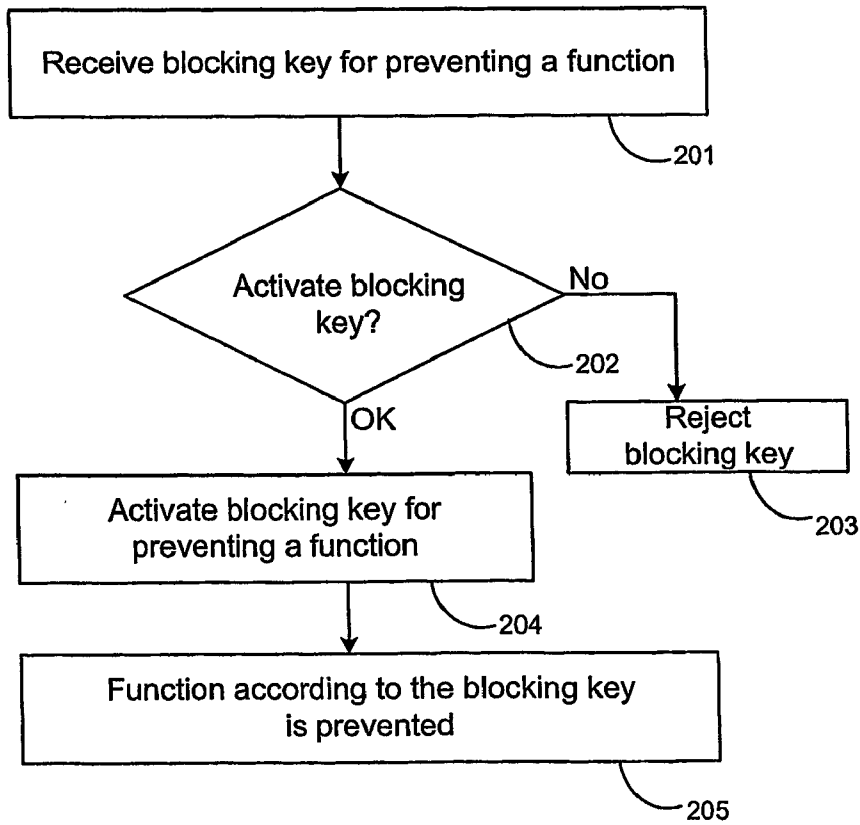 Receive blocking key for preventing a function
201
Activate blocking
key?
No
202
OK
Reject
blocking key
203
Activate blocking key for
preventing a function
204
Function according to the blocking key
is prevented
205